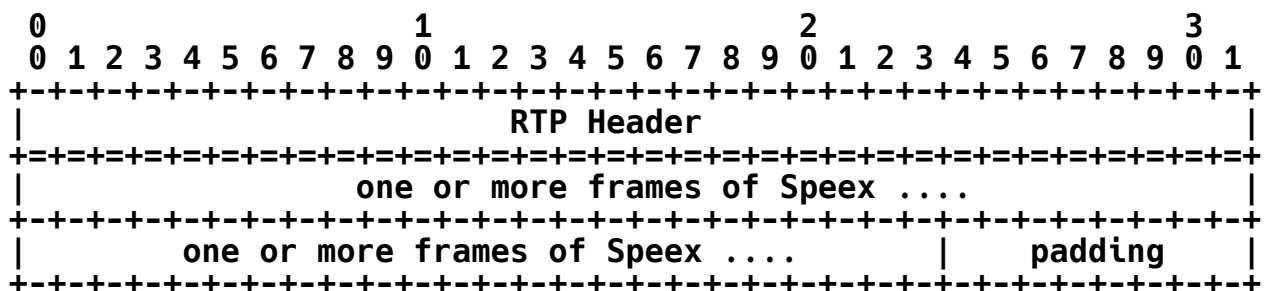 0                   1                   2                   3
 0 1 2 3 4 5 6 7 8 9 0 1 2 3 4 5 6 7 8 9 0 1 2 3 4 5 6 7 8 9 0 1
+-+-+-+-+-+-+-+-+-+-+-+-+-+-+-+-+-+-+-+-+-+-+-+-+-+-+-+-+-+-+-+-+
|                         RTP Header                            |
+=+=+=+=+=+=+=+=+=+=+=+=+=+=+=+=+=+=+=+=+=+=+=+=+=+=+=+=+=+=+=+=+
|                 one or more frames of Speex ....              |
+-+-+-+-+-+-+-+-+-+-+-+-+-+-+-+-+-+-+-+-+-+-+-+-+-+-+-+-+-+-+-+-+
|        one or more frames of Speex ....       |    padding    |
+-+-+-+-+-+-+-+-+-+-+-+-+-+-+-+-+-+-+-+-+-+-+-+-+-+-+-+-+-+-+-+-+